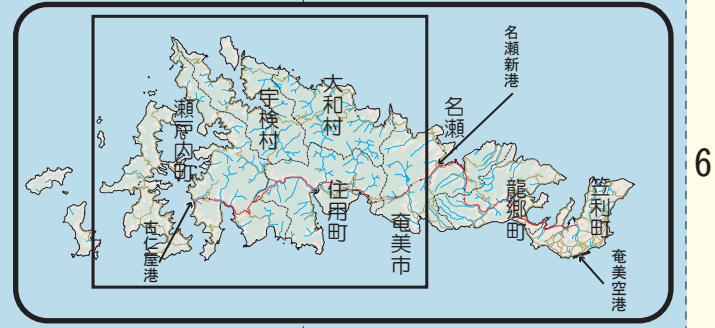 名瀬新港
名瀬
大和村
宇検村
瀬戸内町
住用町
龍郷町
笠利町
奄美市
古仁屋港
奄美空港
6